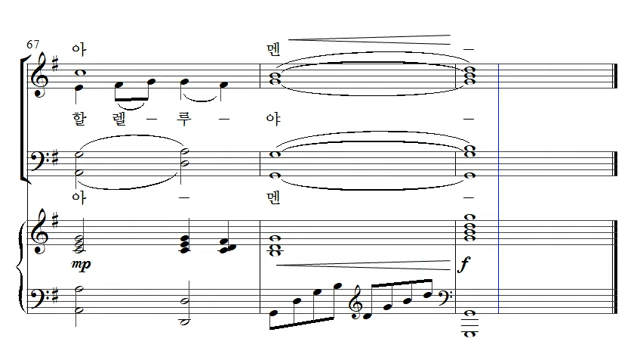 67
아 멘 –
할 렐 – 루 – 야 –
아 – 멘 –
mp
f